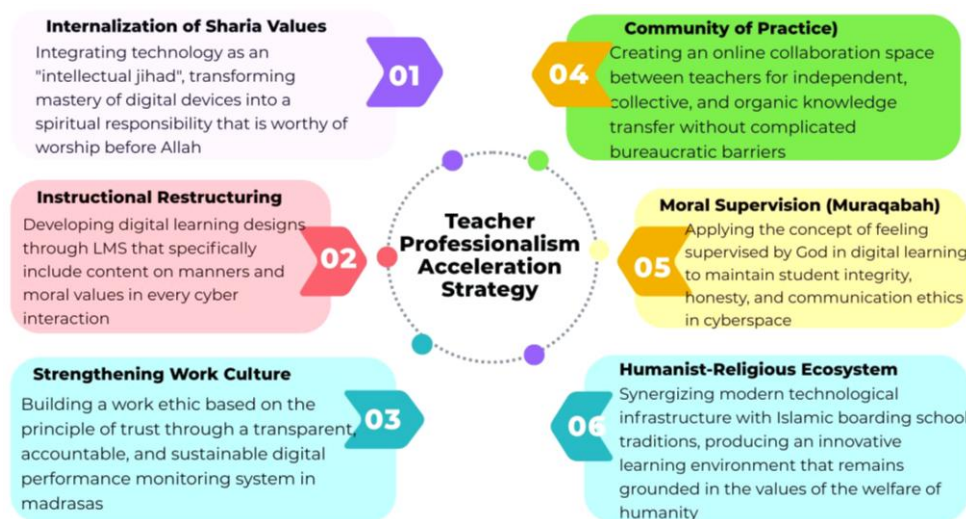 Internalization of Sharia Values
Integrating technology as an
"intellectual jihad", transforming
mastery of digital devices into a
spiritual responsibility that is worthy of
worship before Allah
01
Instructional Restructuring
Developing digital learning designs
through LMS that specifically
include content on manners and
moral values in every cyber
interaction
02
Strengthening Work Culture
Building a work ethic based on the
principle of trust through a transparent,
accountable, and sustainable digital
performance monitoring system in
madrasas
03
Teacher
Professionalism
Acceleration
Strategy
Community of Practice)
04
Creating an online collaboration space
between teachers for independent,
collective, and organic knowledge
transfer without complicated
bureaucratic barriers
Moral Supervision (Muraqabah)
05
Applying the concept of feeling
supervised by God in digital learning
to maintain student integrity,
honesty, and communication ethics
in cyberspace
Humanist-Religious Ecosystem
06
Synergizing modern technological
infrastructure with Islamic boarding school
traditions, producing an innovative
learning environment that remains
grounded in the values of the welfare of
humanity